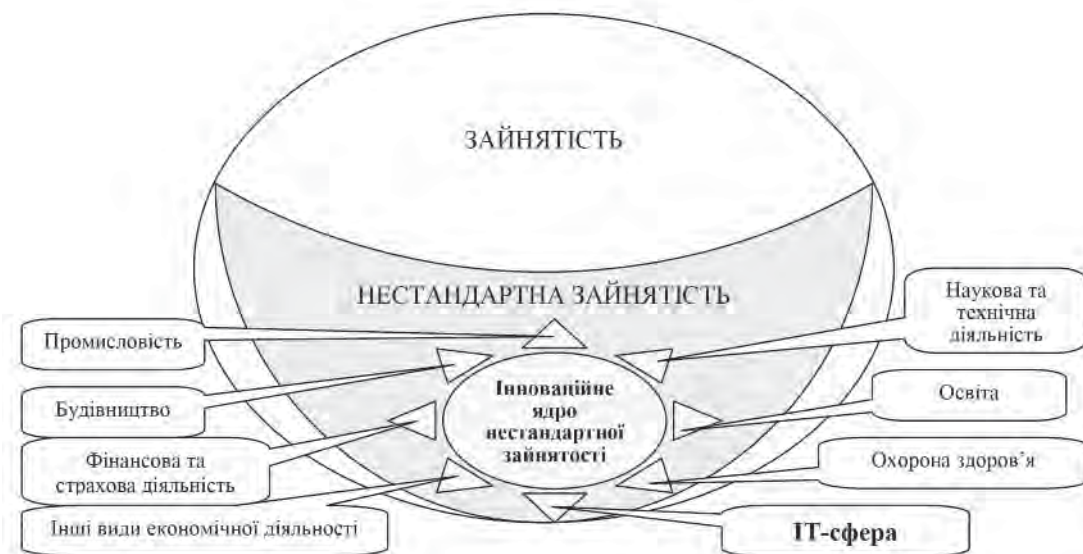 ЗАЙНЯТІСТЬ
НЕСТАНДАРТНА ЗАЙНЯТІСТЬ
Промисловість
Будівництво
Фінансова та
страхова діяльність
Інші види економічної діяльності
Інноваційне
ядро
нестандартної
зайнятості
Наукова та
технічна
діяльність
Освіта
Охорона здоров’я
ІТ-сфера